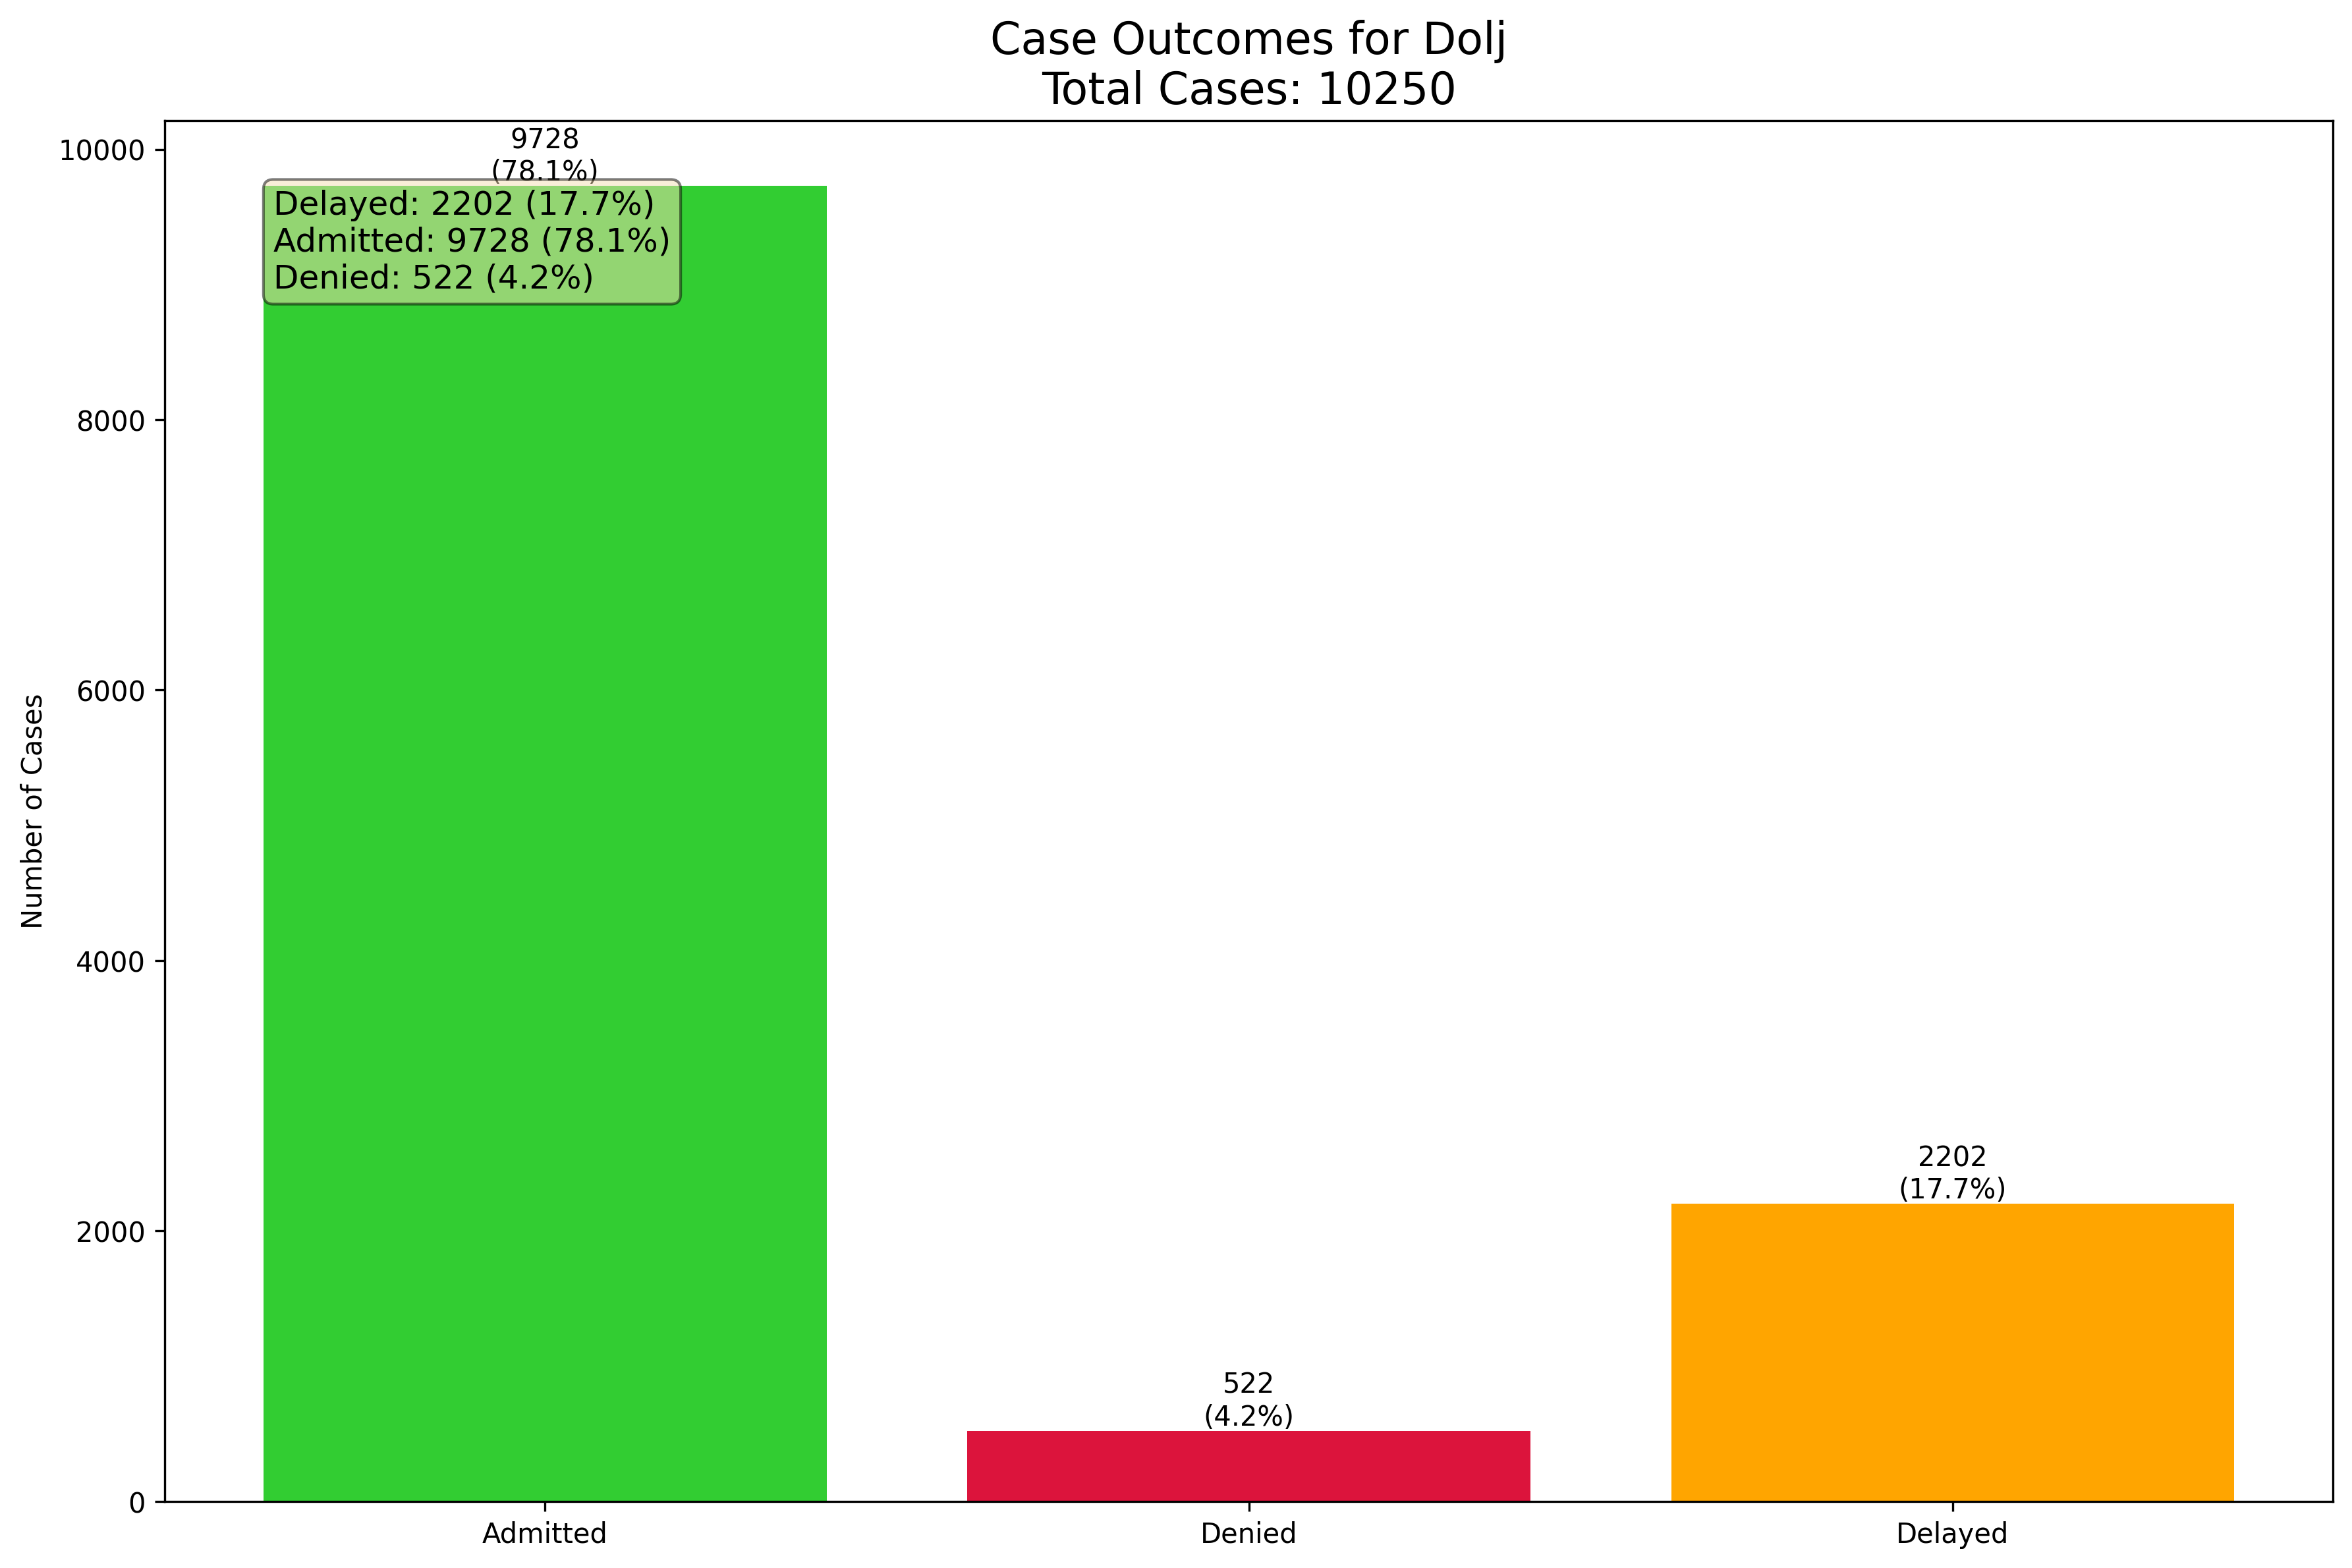 Case Outcomes for Dolj
Total Cases: 10250
9728
(78.1%)
Delayed: 2202 (17.7%)
Admitted: 9728 (78.1%)
Denied: 522 (4.2%)
10000
8000
6000
4000
2000
0
Number of Cases
522
(4.2%)
2202
(17.7%)
Admitted
Denied
Delayed